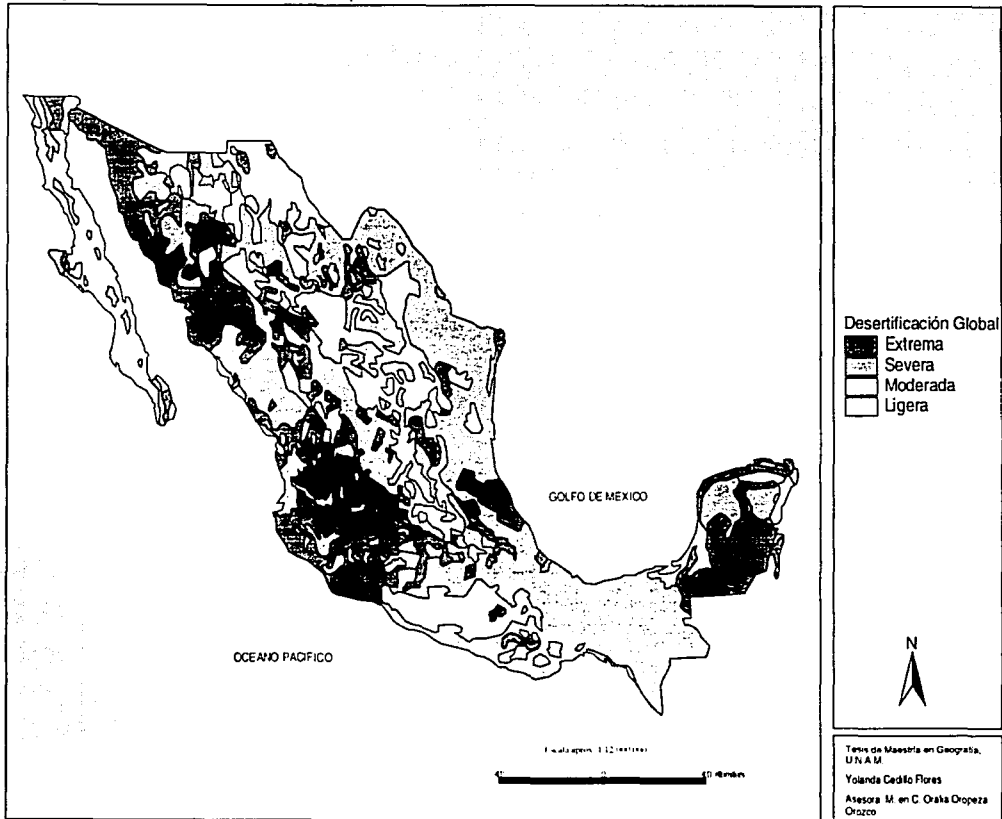 GOLFO DE MEXICO
OCEANO PACIFICO
Desertificación Global
Extrema
Severa
Moderada
Ligera
N
Tesis de Maestría en Geografía,
U.N.A.M.
Yolanda Cedillo Flores
Asesora M. en C. Oralia Oropeza
Orozco